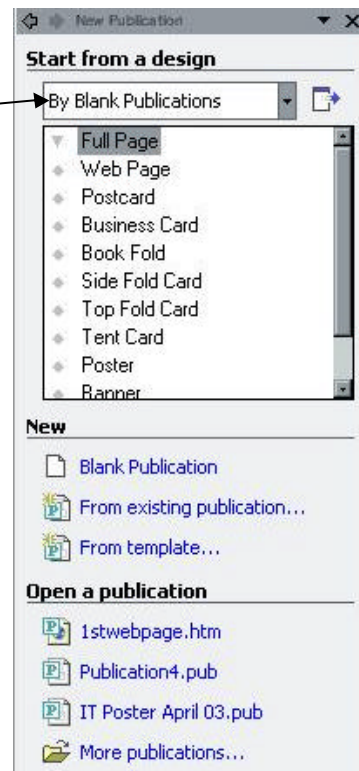 New Publication
Start from a design
By Blank Publications
Full Page
Web Page
Postcard
Business Card
Book Fold
Side Fold Card
Top Fold Card
Tent Card
Poster
Banner
New
Blank Publication
From existing publication...
From template...
Open a publication
1stwebpage.htm
Publication4.pub
IT Poster April 03.pub
More publications...